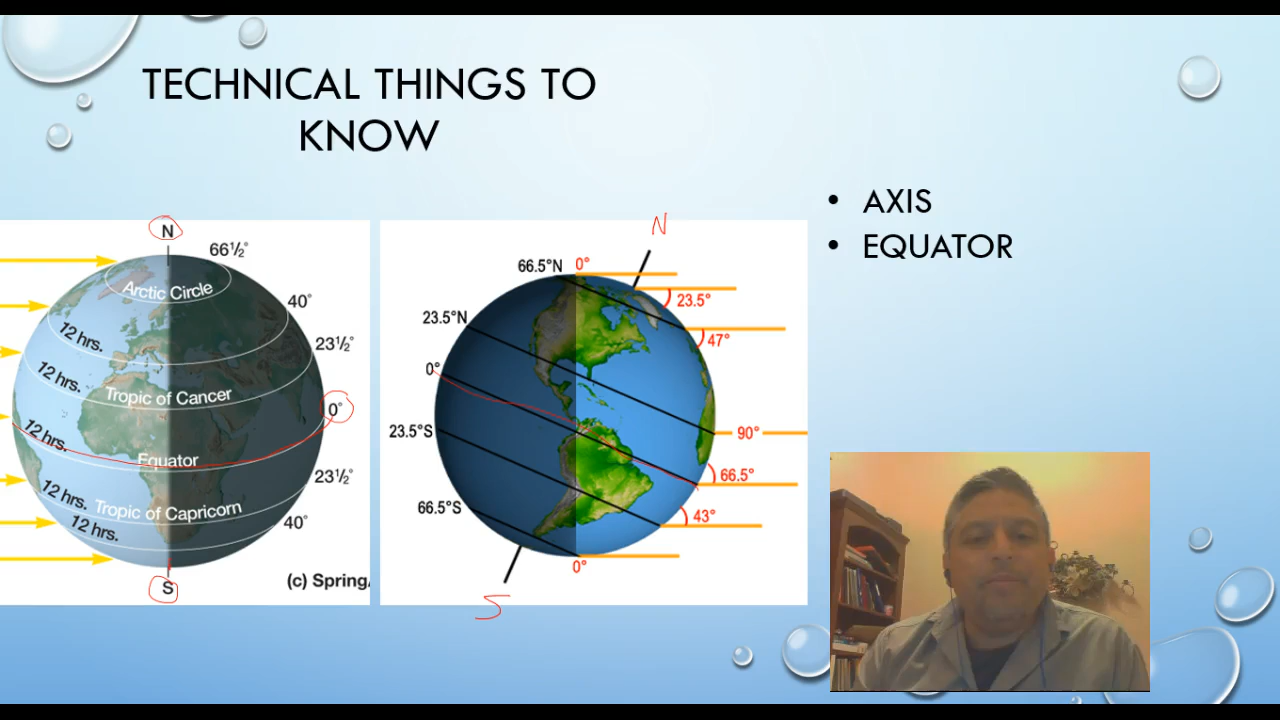 TECHNICAL THINGS TO
KNOW
• AXIS
• EQUATOR
N
66½°
Arctic Circle
40°
12 hrs.
23½°
12 hrs.
Tropic of Cancer
0°
12 hrs.
Equator
23½°
12 hrs.
Tropic of Capricorn
40°
12 hrs.
(c) Spring
S
N
66.5°N
0°
23.5°
23.5°N
47°
0°
23.5°S
90°
66.5°
66.5°S
43°
0°
S